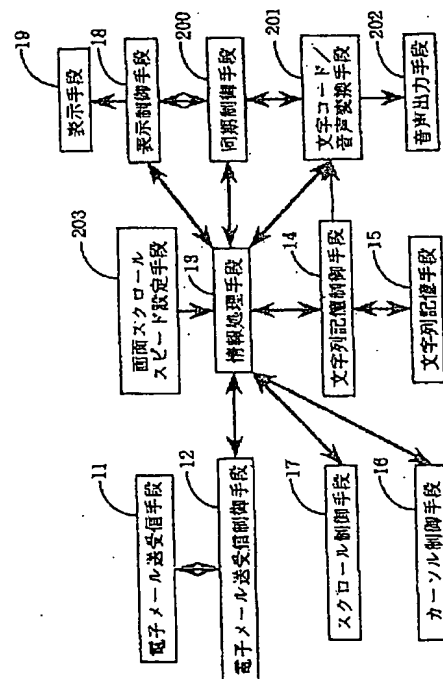 11
電子メール送受信手段
12
電子メール送受信制御手段
17
スクロール制御手段
16
カーソル制御手段
203
画面スクロール
スピード設定手段
13
情報処理手段
14
文字列記憶制御手段
15
文字列記憶手段
19
表示手段
18
表示制御手段
200
同期制御手段
201
文字コード/
音声変換手段
202
音声出力手段